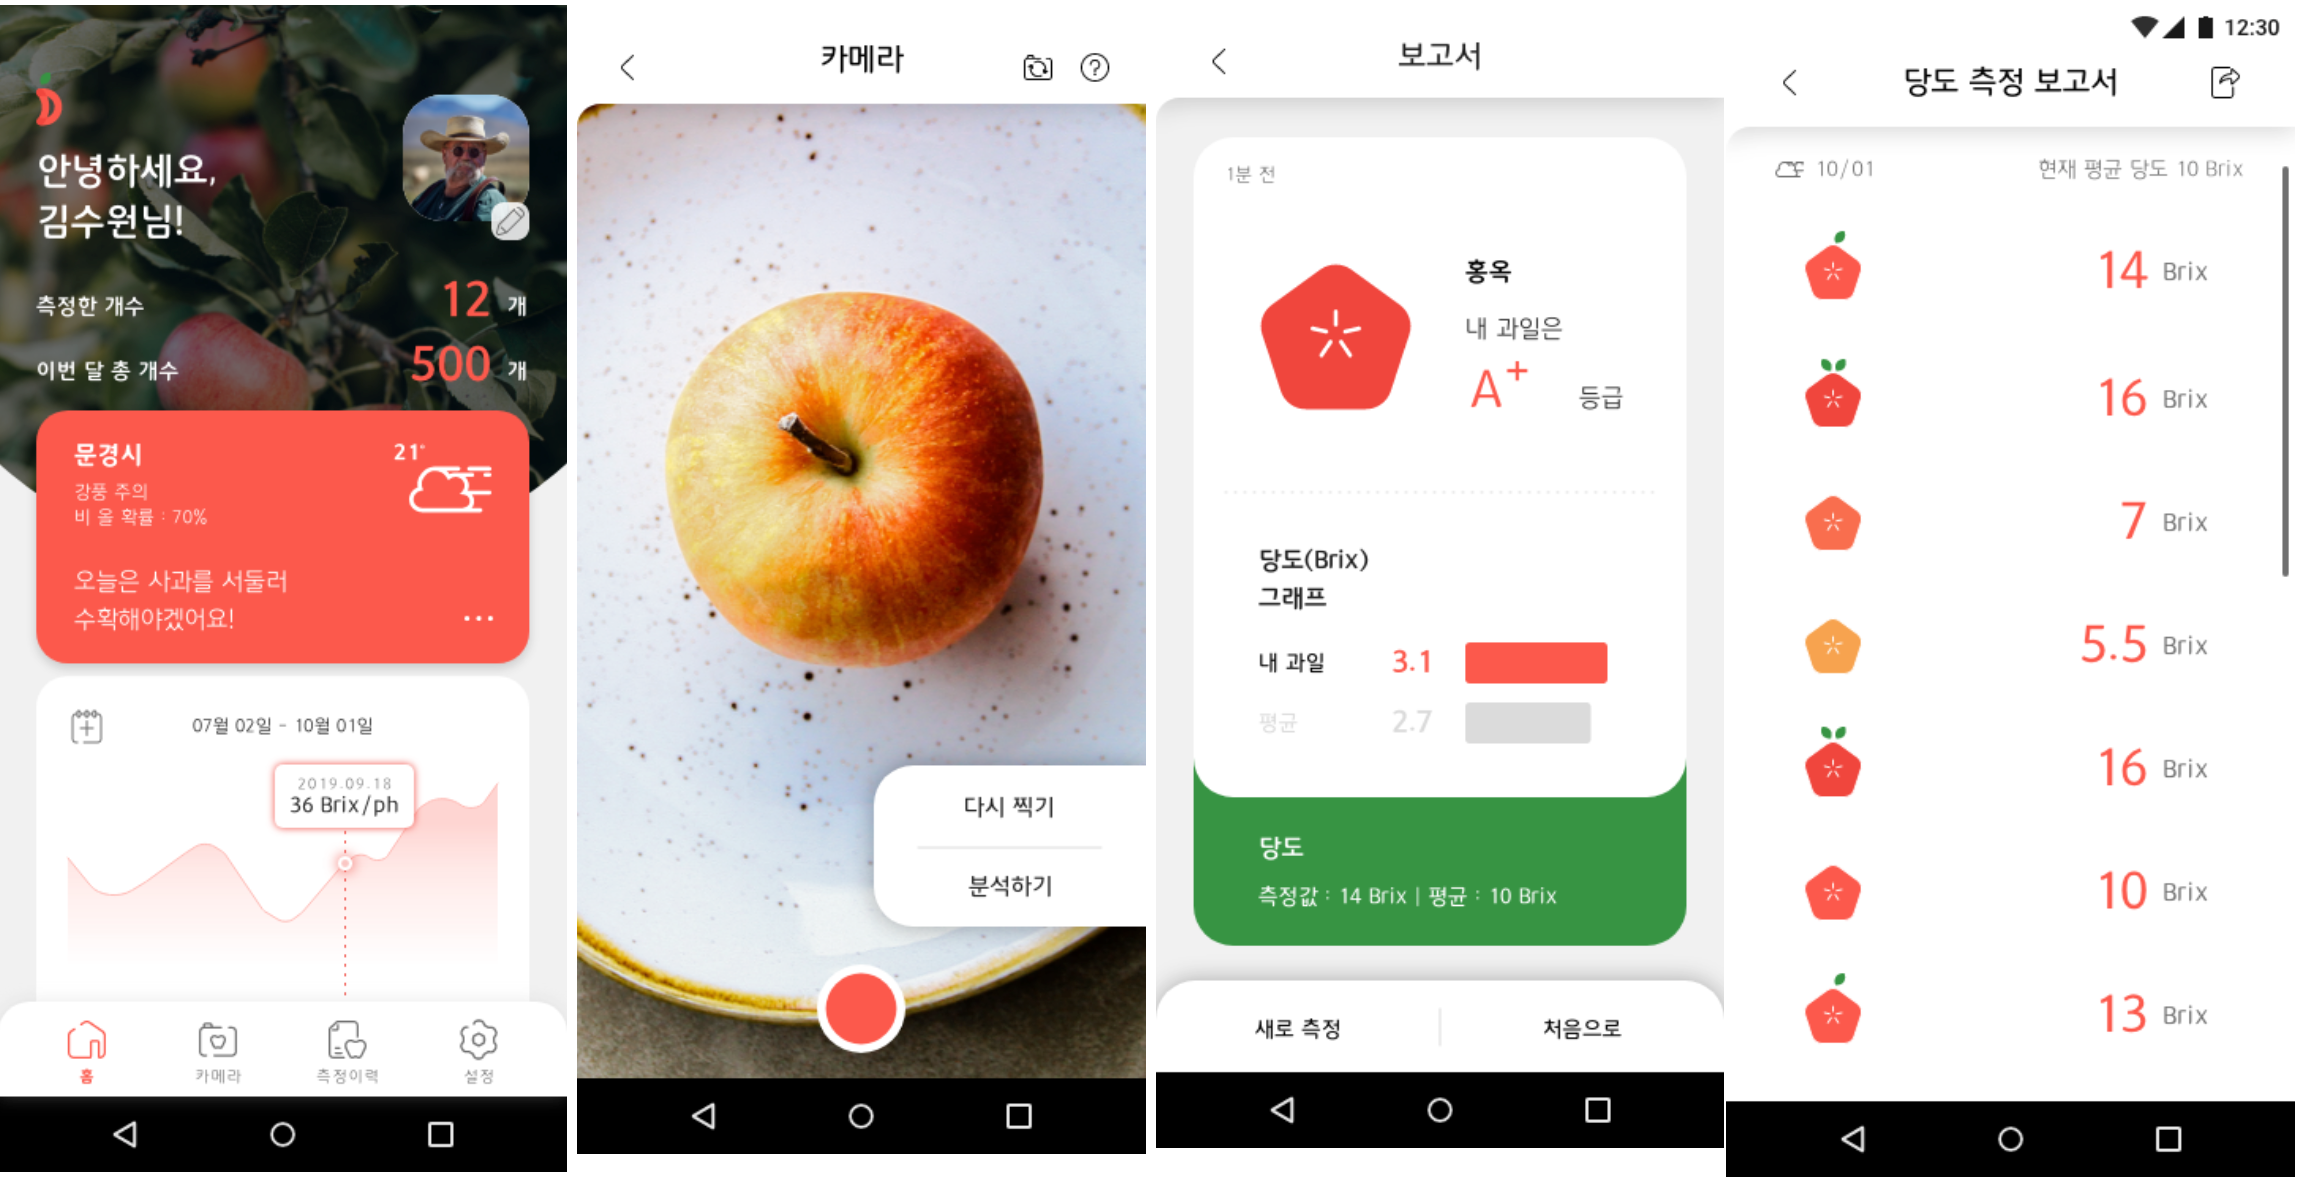 안녕하세요,
김수원님!
측정한 개수 12 개
이번 달 총 개수 500 개
문경시
21°
강풍 주의
비 올 확률 : 70%
오늘은 사과를 서둘러
수확해야겠어요!
07월 02일 - 10월 01일
2019.09.18
36 Brix/ph
홈
카메라
측정이력
설정
카메라
다시 찍기
분석하기
보고서
1분 전
홍옥
내 과일은
A+ 등급
당도(Brix)
그래프
내 과일 3.1
평균 2.7
당도
측정값 : 14 Brix | 평균 : 10 Brix
새로 측정
처음으로
12:30
당도 측정 보고서
10/01
현재 평균 당도 10 Brix
14 Brix
16 Brix
7 Brix
5.5 Brix
16 Brix
10 Brix
13 Brix